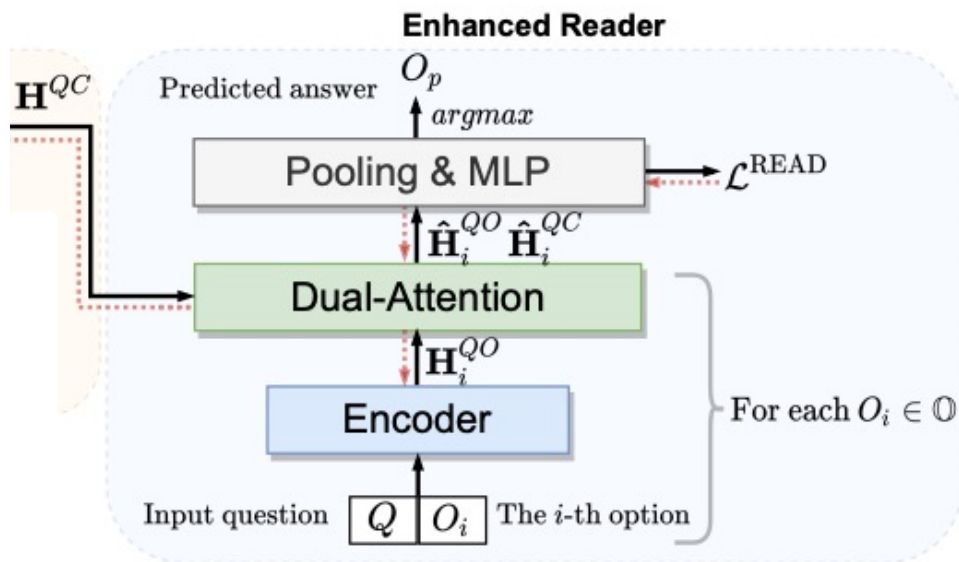 Enhanced Reader
Predicted answer
O_p
argmax
H^{QC}
Pooling & MLP
ℒ^{READ}
Ĥ_i^{QO} Ĥ_i^{QC}
Dual-Attention
H_i^{QO}
Encoder
For each O_i ∈ 𝕆
Input question
Q O_i
The i-th option